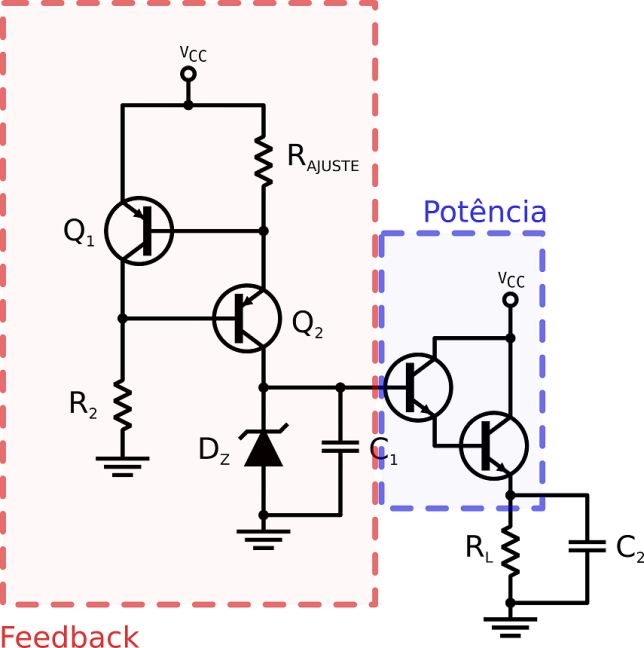 VCC
RAJUSTE
Q1
Potência
VCC
Q2
R2
DZ
C1
RL
C2
Feedback